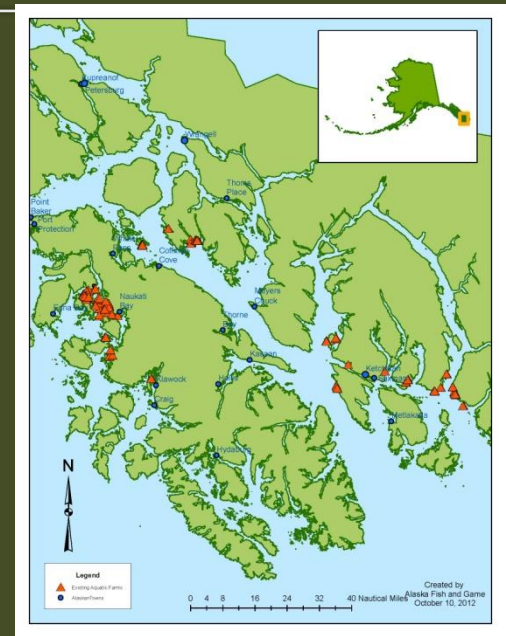 Kupreanof
Petersburg
Wrangell
Thoms
Place
Point
Baker
Port
Protection
Coffman
Cove
Naukati
Bay
Meyers
Chuck
Thorne
Bay
Kasaan
Ketchikan
Klawock
Hollis
Craig
Metlakatla
Hydaburg
N
Legend
Existing Aquatic Farms
Alaskan Towns
0 4 8 16 24 32 40 Nautical Miles
Created by
Alaska Fish and Game
October 10, 2012